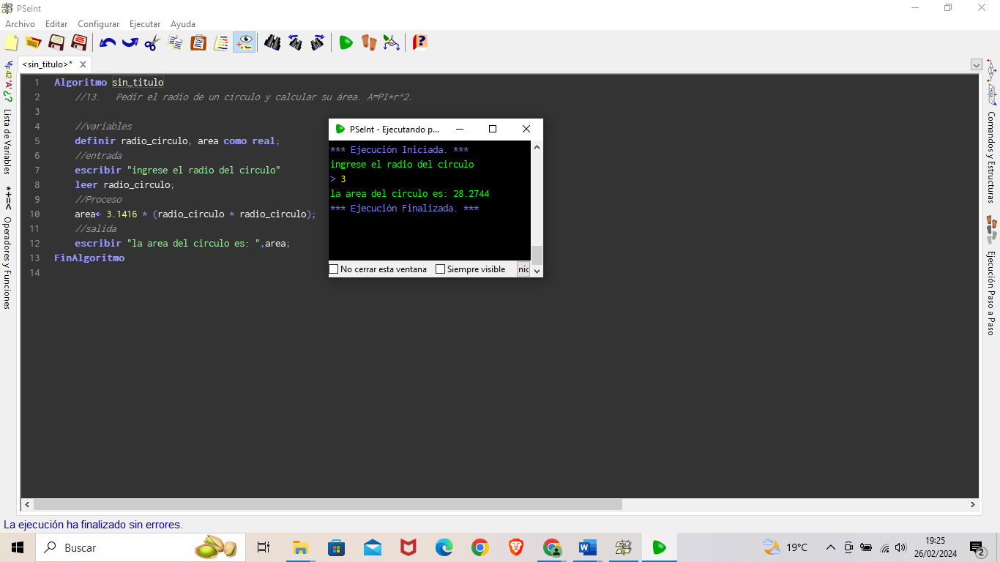 PSeInt
Archivo Editar Configurar Ejecutar Ayuda
<sin_titulo>*
1 Algoritmo sin_titulo
2 //13. Pedir el radio de un círculo y calcular su área. A=PI*r^2.
3
4 //variables
5 definir radio_circulo, area como real;
6 //entrada
7 escribir "ingrese el radio del circulo"
8 leer radio_circulo;
9 //Proceso
10 area← 3.1416 * (radio_circulo * radio_circulo);
11 //salida
12 escribir "la area del circulo es: ",area;
13 FinAlgoritmo
14
PSeInt - Ejecutando p...
*** Ejecución Iniciada. ***
ingrese el radio del circulo
> 3
la area del circulo es: 28.2744
*** Ejecución Finalizada. ***
No cerrar esta ventana Siempre visible nic
Lista de Variables
*+=< Operadores y Funciones
Comandos y Estructuras
Ejecución Paso a Paso
La ejecución ha finalizado sin errores.
Buscar
19°C
19:25
26/02/2024
2